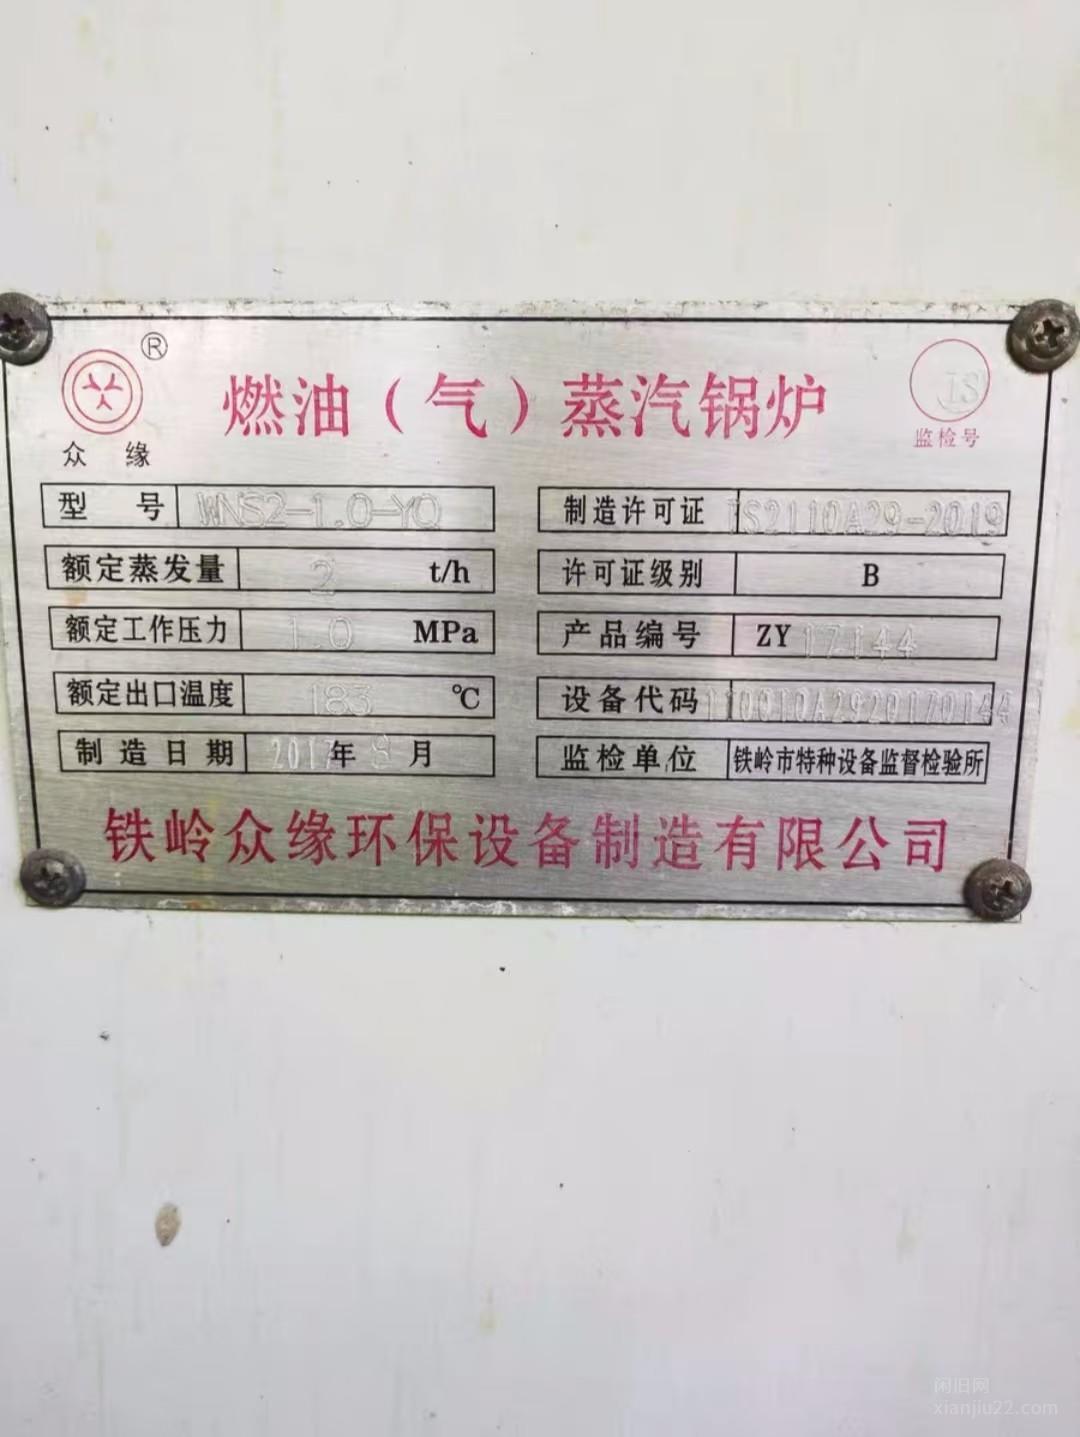 ®
众缘
燃油（气）蒸汽锅炉
TS
监检号
型号 WNS2-1.0-YQ
制造许可证 TS2110A29-2019
额定蒸发量 2 t/h
许可证级别 B
额定工作压力 1.0 MPa
产品编号 ZY 17144
额定出口温度 183 ℃
设备代码
制造日期 2017年8月
监检单位 铁岭市特种设备监督检验所
铁岭众缘环保设备制造有限公司
闲旧网
xianjiu22.com